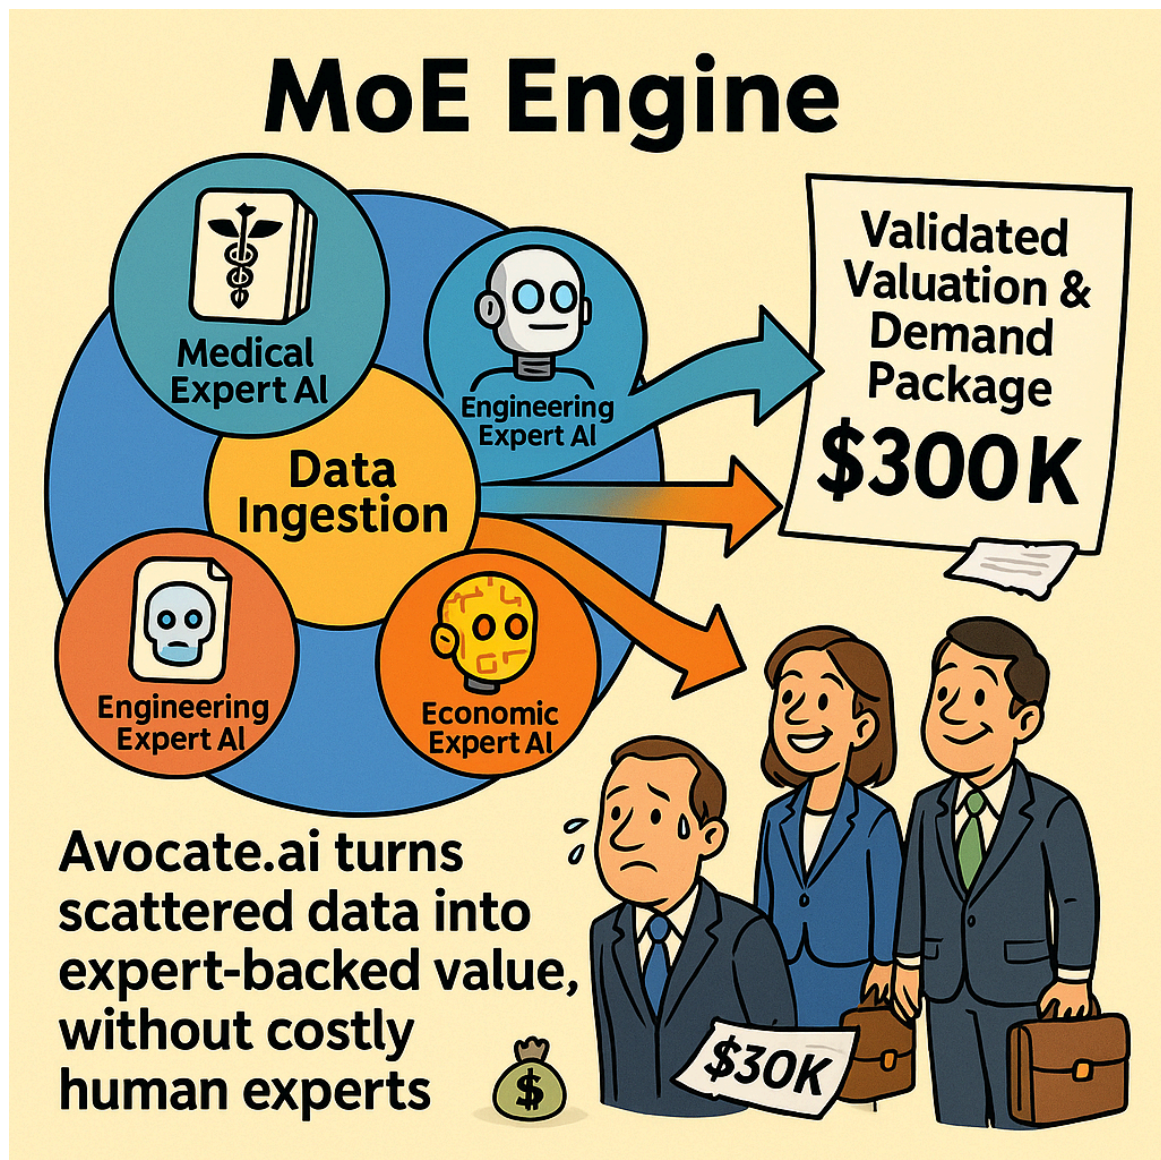 MoE Engine
Medical
Expert AI
Engineering
Expert AI
Data
Ingestion
Engineering
Expert AI
Economic
Expert AI
Validated
Valuation &
Demand
Package
$300K
Avocate.ai turns
scattered data into
expert-backed value,
without costly
human experts
$
$30K